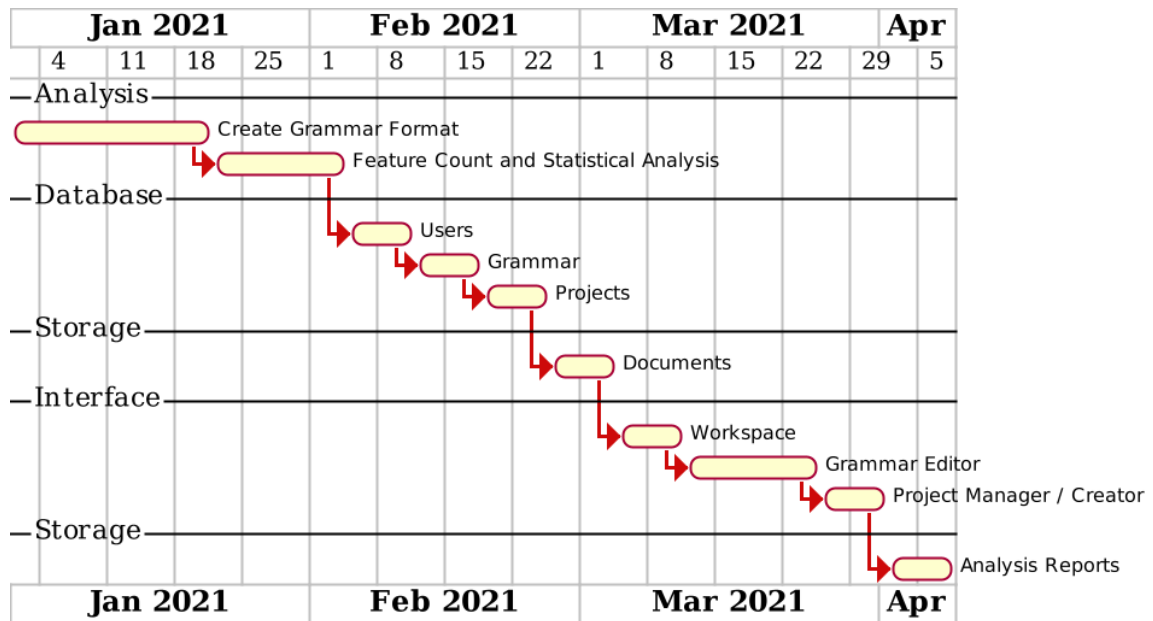 Jan 2021 Feb 2021 Mar 2021 Apr
4 11 18 25 1 8 15 22 1 8 15 22 29 5
Analysis
Create Grammar Format
Feature Count and Statistical Analysis
Database
Users
Grammar
Projects
Storage
Documents
Interface
Workspace
Grammar Editor
Project Manager / Creator
Storage
Analysis Reports
Jan 2021 Feb 2021 Mar 2021 Apr